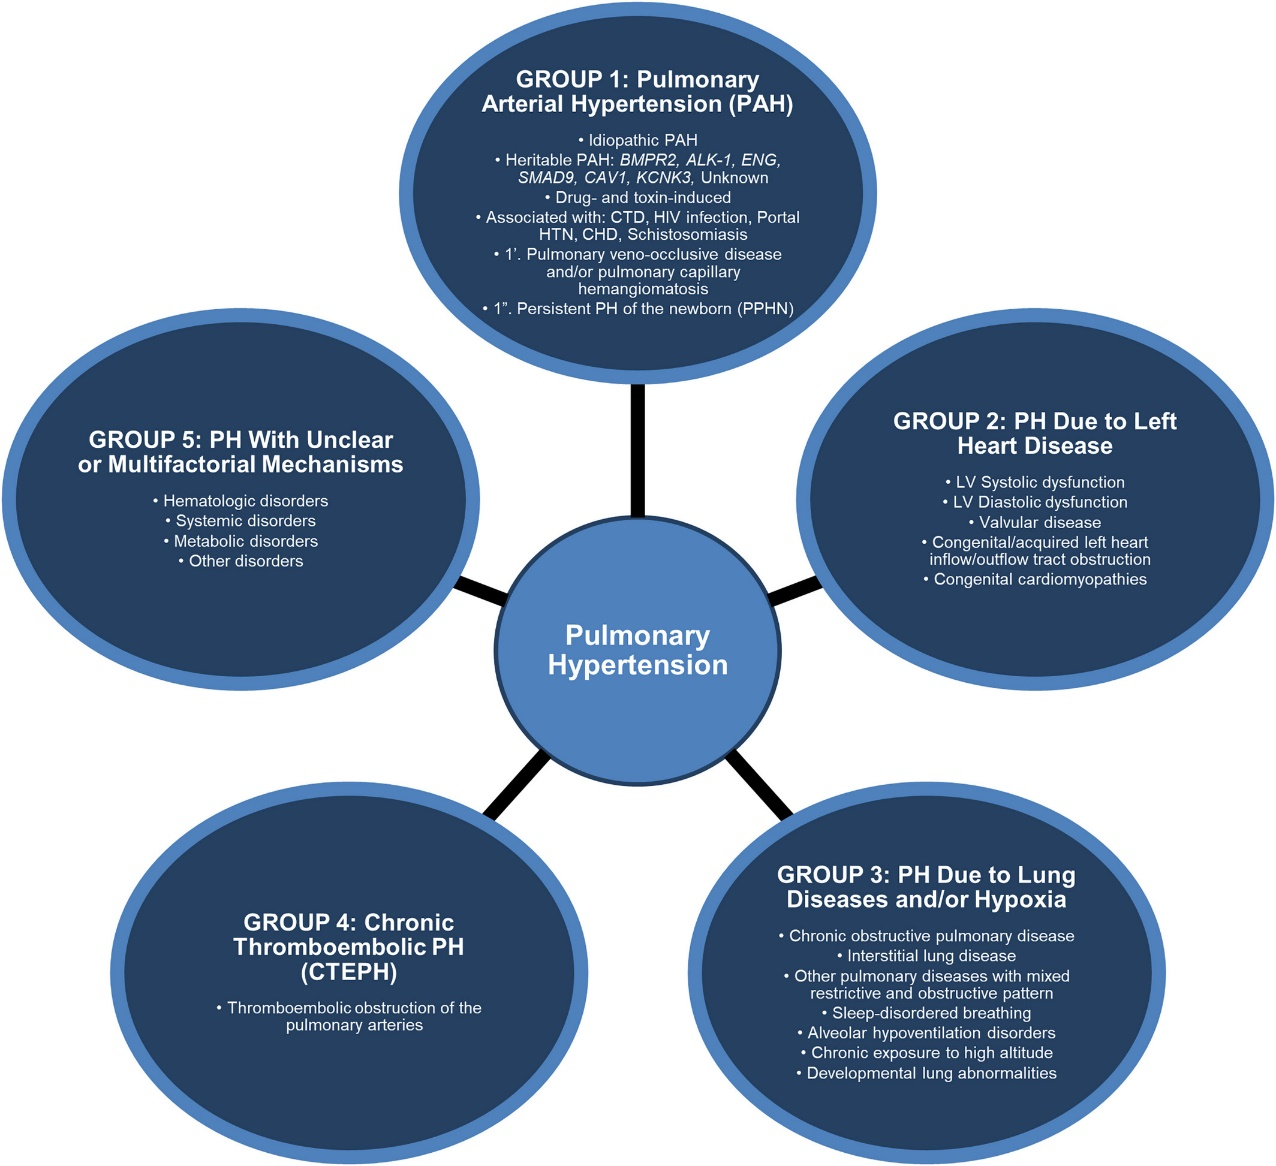 GROUP 1: Pulmonary
Arterial Hypertension (PAH)
• Idiopathic PAH
• Heritable PAH: BMPR2, ALK-1, ENG,
SMAD9, CAV1, KCNK3, Unknown
• Drug- and toxin-induced
• Associated with: CTD, HIV infection, Portal
HTN, CHD, Schistosomiasis
• 1’. Pulmonary veno-occlusive disease
and/or pulmonary capillary
hemangiomatosis
• 1”. Persistent PH of the newborn (PPHN)
GROUP 2: PH Due to Left
Heart Disease
• LV Systolic dysfunction
• LV Diastolic dysfunction
• Valvular disease
• Congenital/acquired left heart
inflow/outflow tract obstruction
• Congenital cardiomyopathies
GROUP 3: PH Due to Lung
Diseases and/or Hypoxia
• Chronic obstructive pulmonary disease
• Interstitial lung disease
• Other pulmonary diseases with mixed
restrictive and obstructive pattern
• Sleep-disordered breathing
• Alveolar hypoventilation disorders
• Chronic exposure to high altitude
• Developmental lung abnormalities
GROUP 4: Chronic
Thromboembolic PH
(CTEPH)
• Thromboembolic obstruction of the
pulmonary arteries
GROUP 5: PH With Unclear
or Multifactorial Mechanisms
• Hematologic disorders
• Systemic disorders
• Metabolic disorders
• Other disorders
Pulmonary
Hypertension